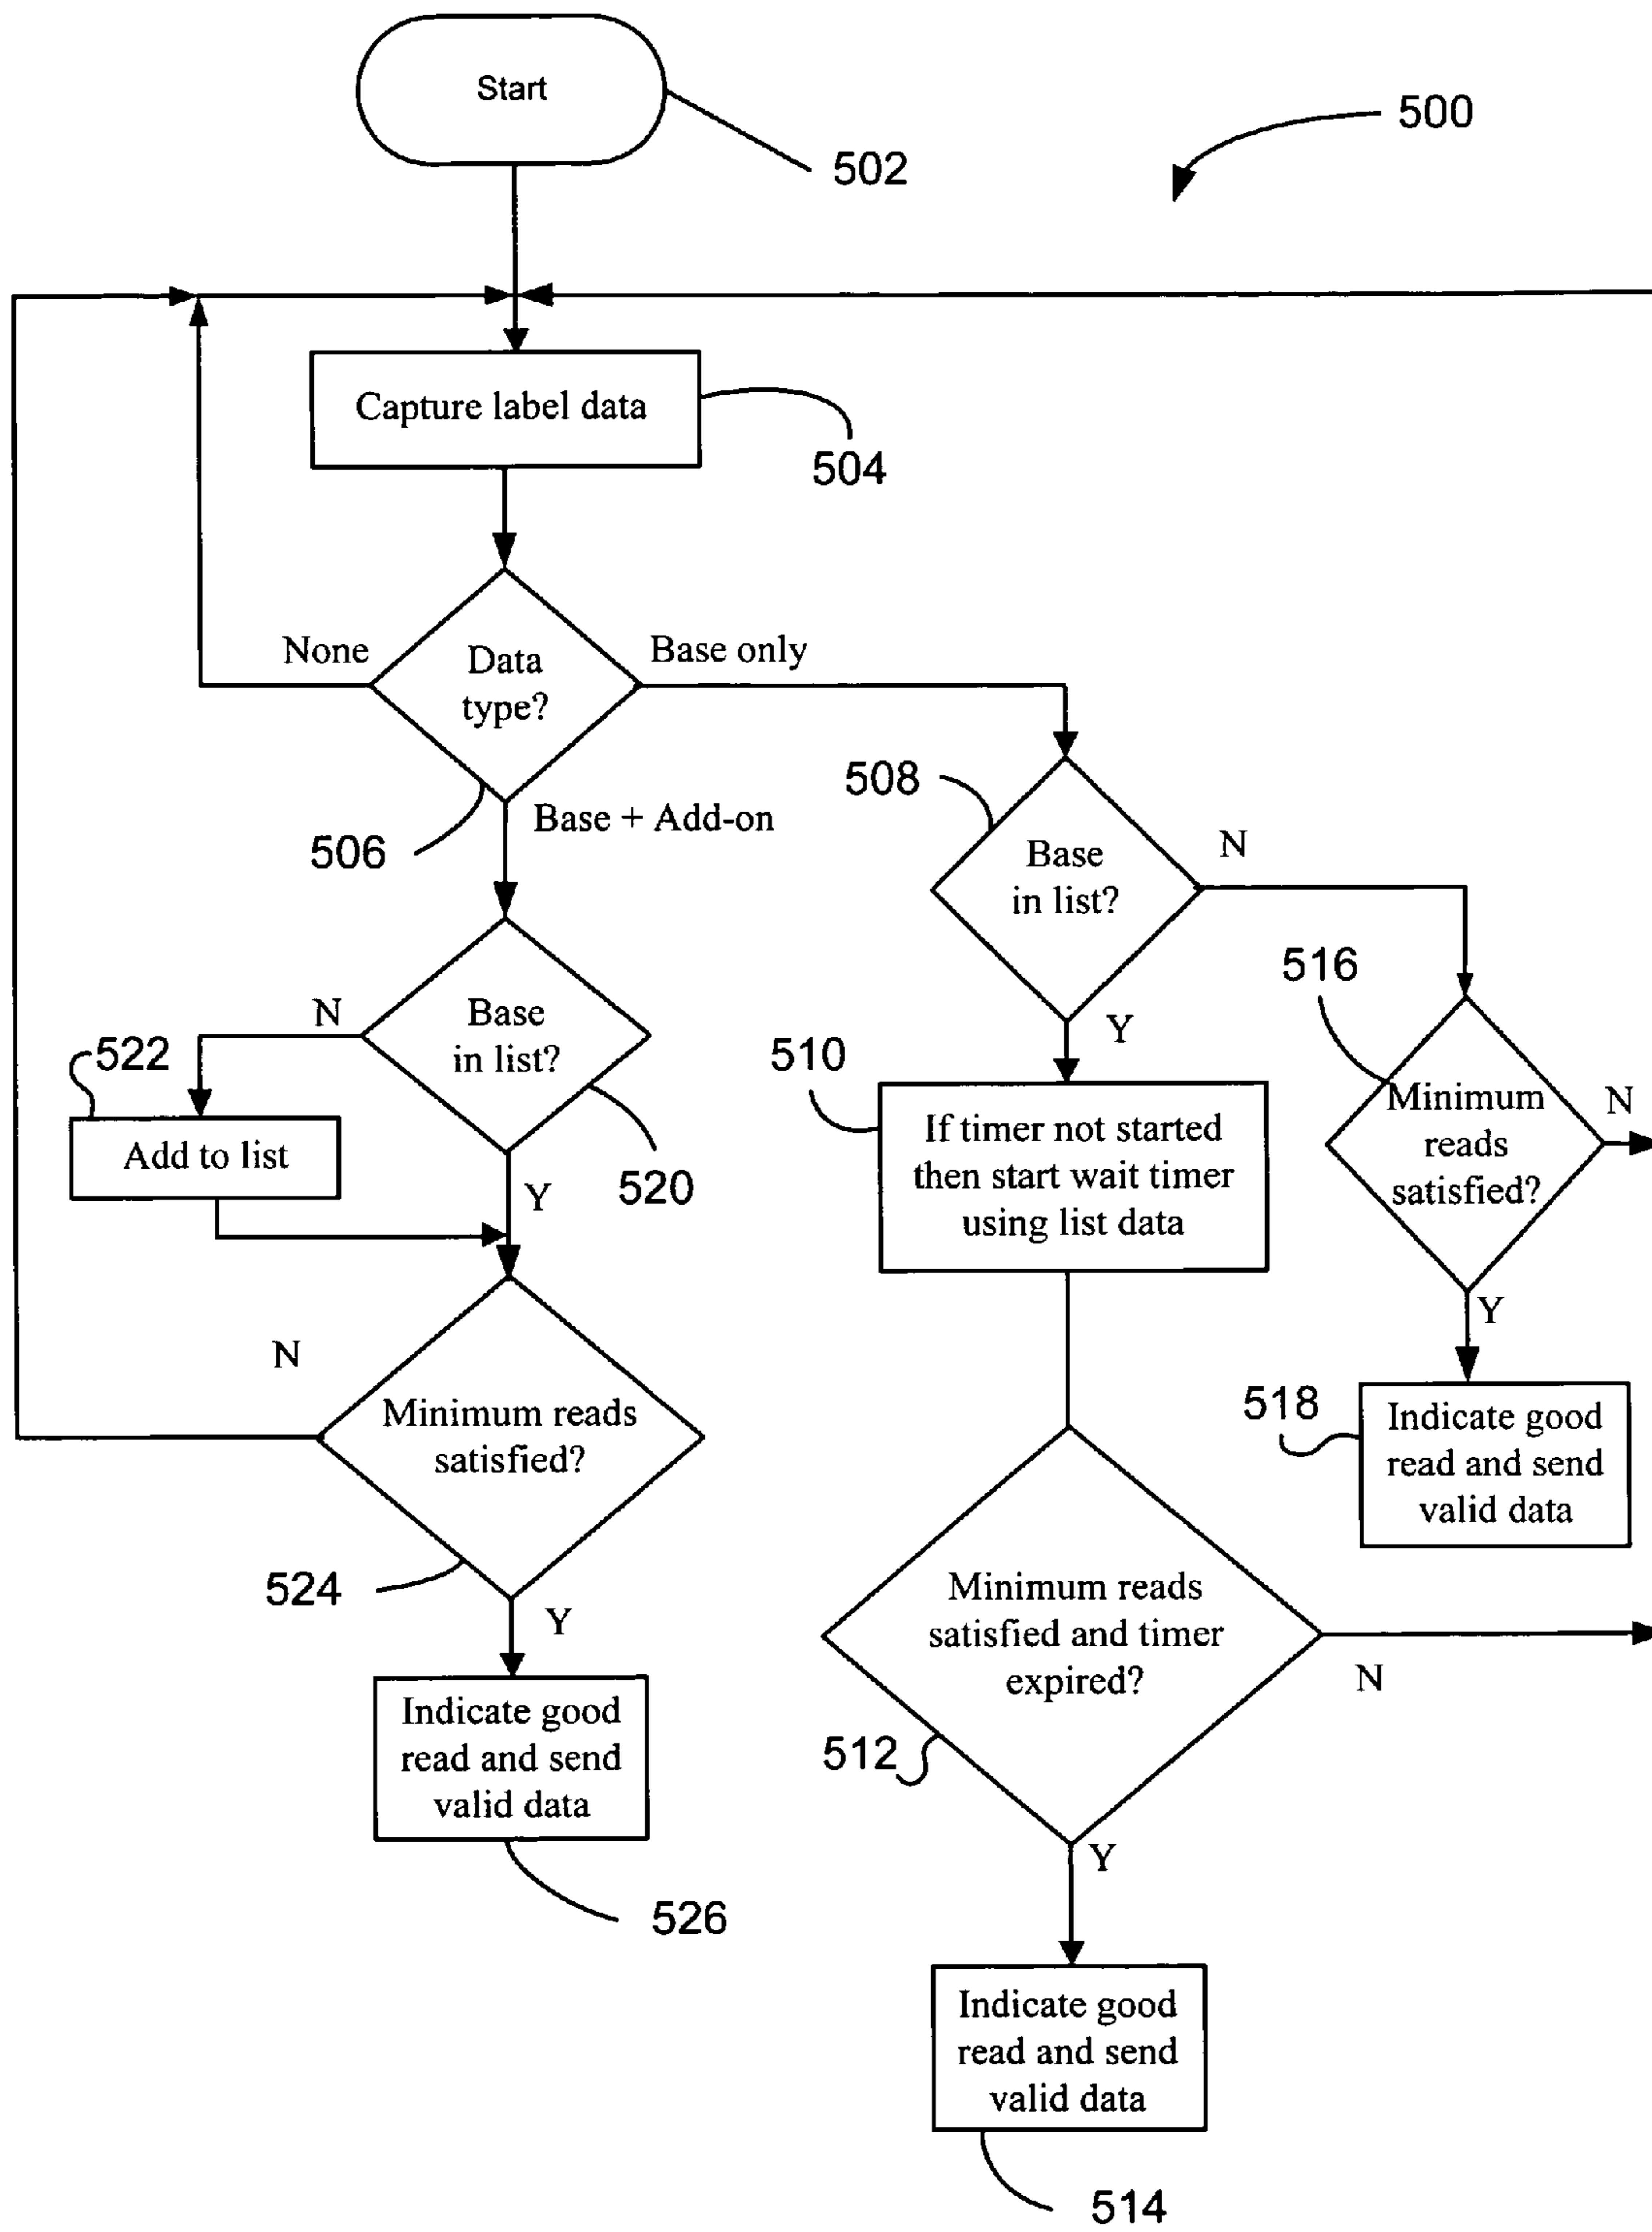 Start
500
502
Capture label data
504
None
Data
type?
Base only
506
Base + Add-on
508
Base
in list?
N
Y
516
Minimum
reads
satisfied?
N
Y
518
Indicate good
read and send
valid data
510
If timer not started
then start wait timer
using list data
N
Base
in list?
520
522
Add to list
Y
N
Minimum reads
satisfied?
524
Y
Indicate good
read and send
valid data
526
Minimum reads
satisfied and timer
expired?
N
512
Y
Indicate good
read and send
valid data
514